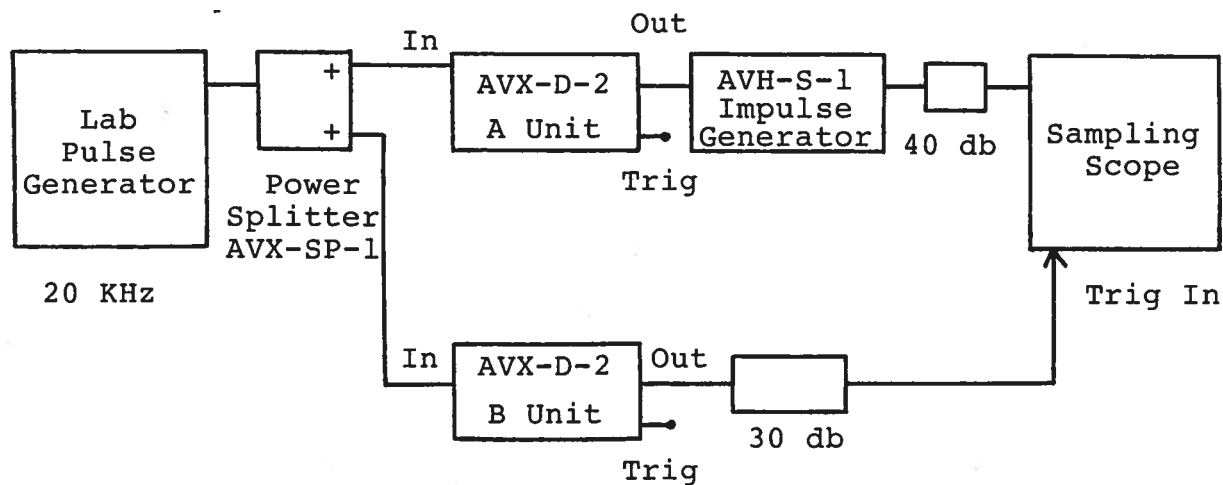 Lab
Pulse
Generator
20 KHz
+
+
Power
Splitter
AVX-SP-1
In
AVX-D-2
A Unit
Out
Trig
AVH-S-1
Impulse
Generator
40 db
Sampling
Scope
Trig In
In
AVX-D-2
B Unit
Out
Trig
30 db